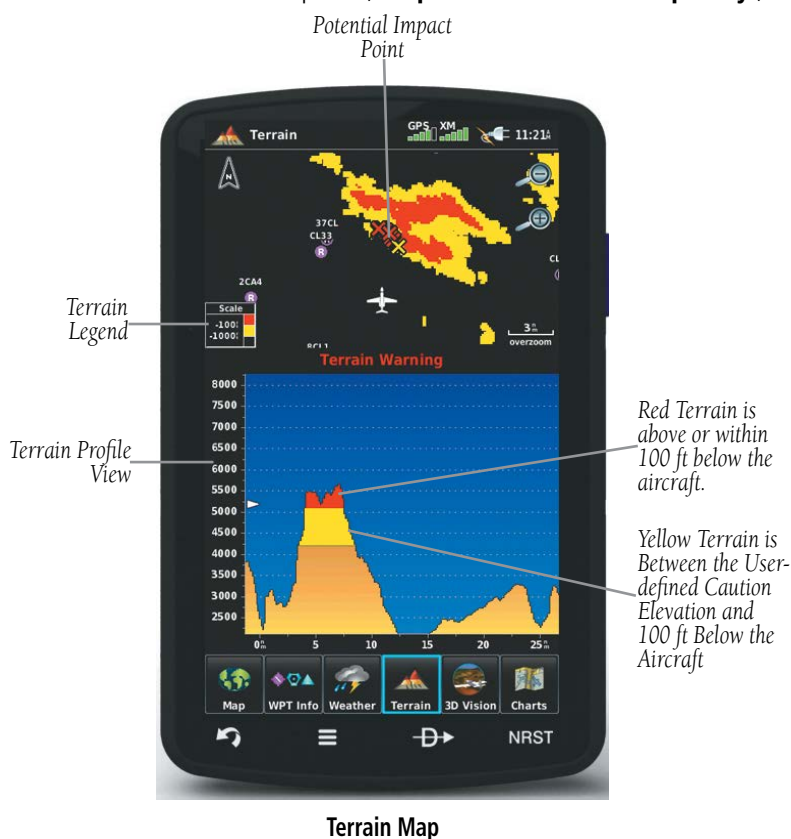 Potential Impact
Point
Terrain
GPS
XM
11:21
N
37CL
CL33
R
CL
2CA4
R
Scale
-100
-1000
8CL1
3
overzoom
Terrain
Legend
Terrain Warning
8000
7500
7000
6500
6000
5500
5000
4500
4000
3500
3000
2500
Terrain Profile
View
Red Terrain is
above or within
100 ft below the
aircraft.
Yellow Terrain is
Between the User-
defined Caution
Elevation and
100 ft Below the
Aircraft
0
5
10
15
20
25
Map
WPT Info
Weather
Terrain
3D Vision
Charts
D
NRST
Terrain Map